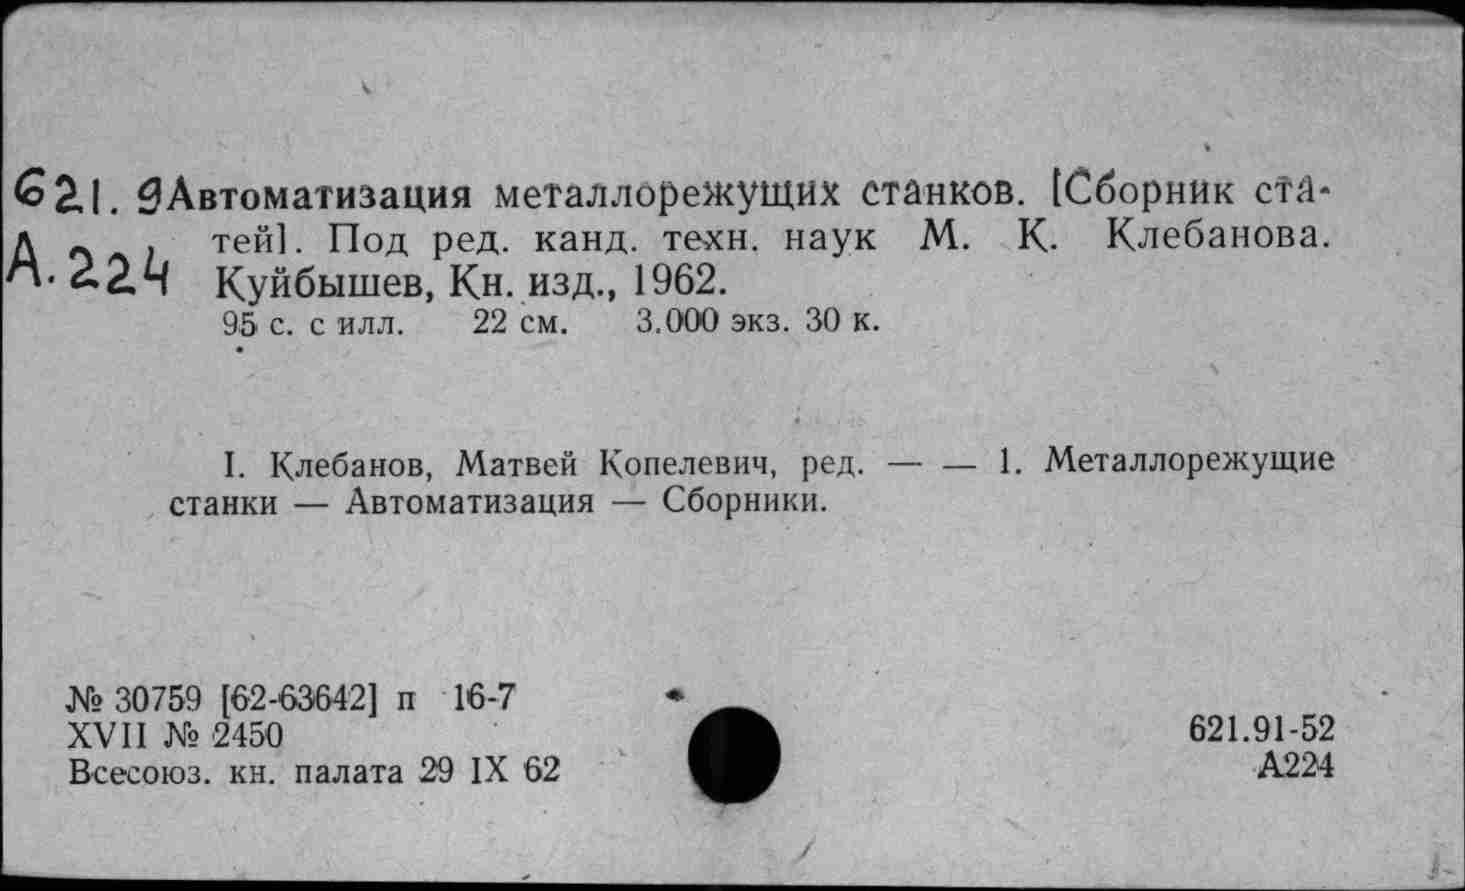 621.9 Автоматизация металлорежущих станков. [Сборник ста-
А.224 тей]. Под ред. канд. техн. наук М. К. Клебанова.
Куйбышев, Кн. изд., 1962.
95 с. с илл. 22 см. 3.000 экз. 30 к.
I. Клебанов, Матвей Копелевич, ред. — — 1. Металлорежущие
станки — Автоматизация — Сборники.
№ 30759 [62-63642] п 16-7
XVII № 2450
Всесоюз. кн. палата 29 IX 62
621.91-52
А224